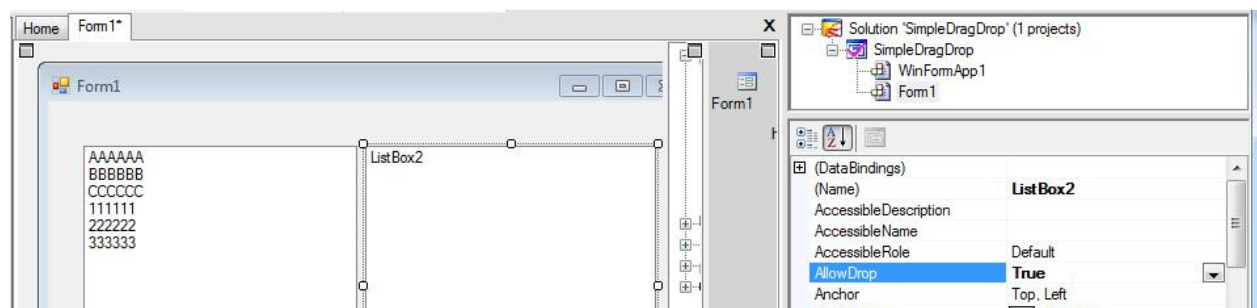 Home Form1* X
Form1
Form1
AAAAAA
BBBBBB
CCCCCC
111111
222222
333333
ListBox2
Solution 'SimpleDragDrop' (1 projects)
SimpleDragDrop
WinFormApp1
Form1
(DataBindings)
(Name) ListBox2
AccessibleDescription
AccessibleName
AccessibleRole Default
AllowDrop True
Anchor Top, Left